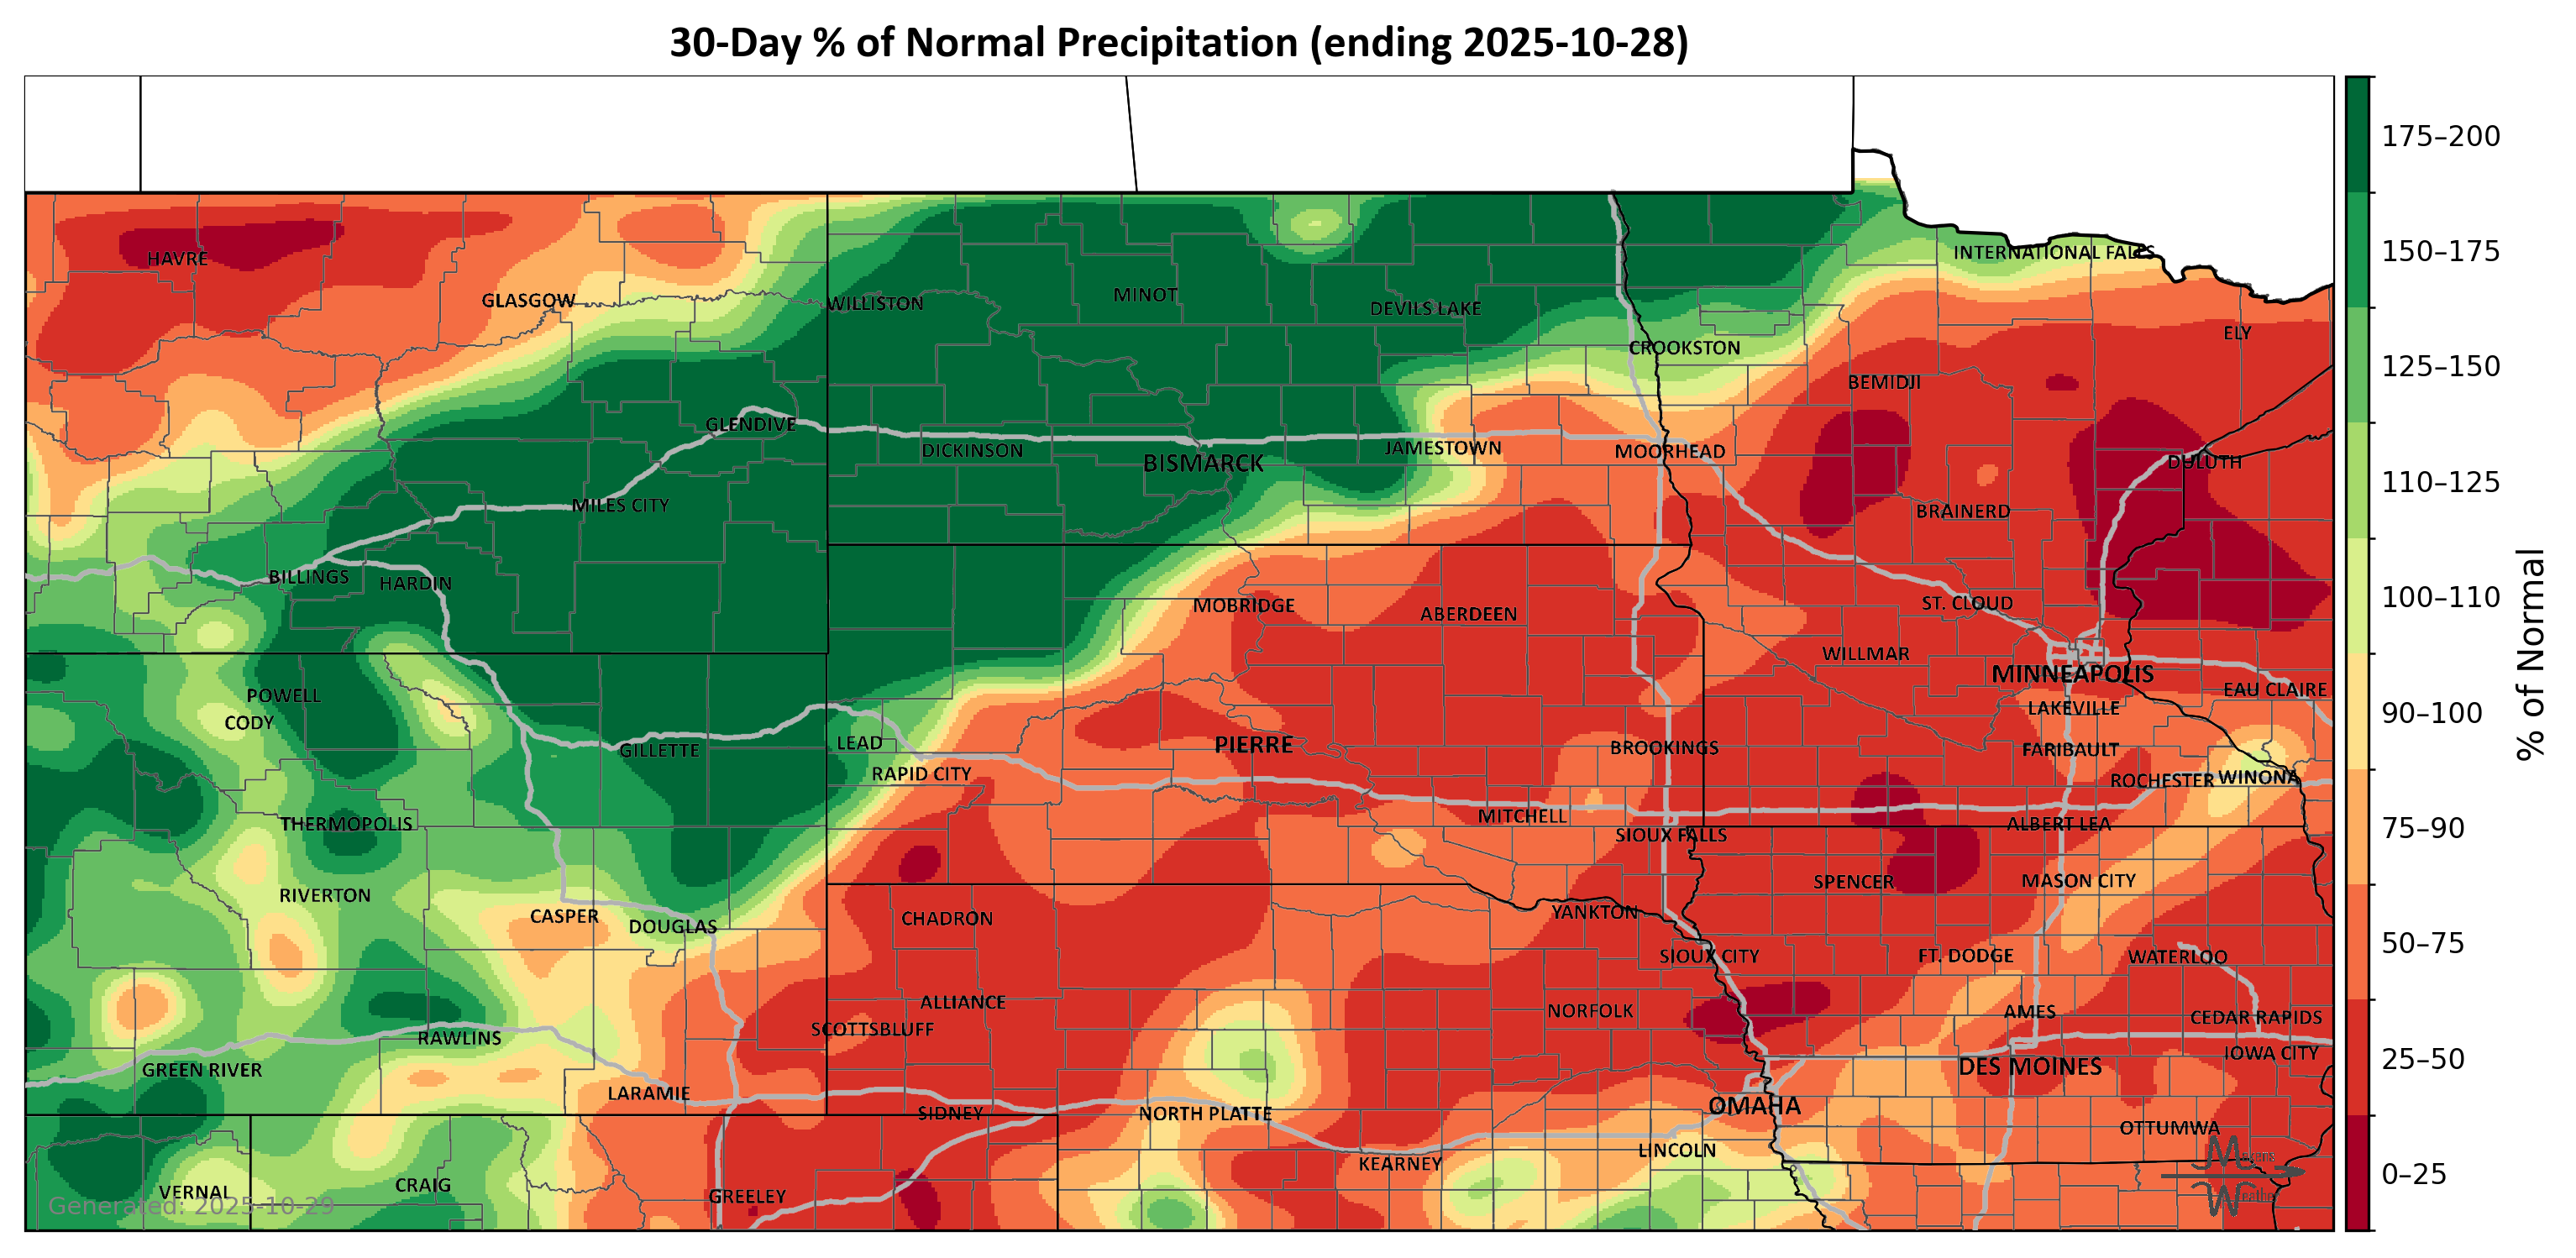 30-Day % of Normal Precipitation (ending 2025-10-28)
175–200
INTERNATIONAL FALLS
150–175
HAVRE
GLASGOW
WILLISTON
MINOT
DEVILS LAKE
ELY
CROOKSTON
125–150
BEMIDJI
GLENDIVE
DICKINSON
BISMARCK
JAMESTOWN
MOORHEAD
DULUTH
110–125
MILES CITY
BRAINERD
BILLINGS
HARDIN
MOBRIDGE
ABERDEEN
ST. CLOUD
100–110
WILLMAR
MINNEAPOLIS
% of Normal
POWELL
CODY
EAU CLAIRE
LAKEVILLE
90–100
GILLETTE
LEAD
PIERRE
BROOKINGS
FARIBAULT
RAPID CITY
ROCHESTER
WINONA
THERMOPOLIS
MITCHELL
SIOUX FALLS
ALBERT LEA
75–90
RIVERTON
SPENCER
MASON CITY
CASPER
DOUGLAS
CHADRON
YANKTON
SIOUX CITY
FT. DODGE
WATERLOO
50–75
ALLIANCE
NORFOLK
AMES
CEDAR RAPIDS
RAWLINS
SCOTTSBLUFF
IOWA CITY
25–50
GREEN RIVER
DES MOINES
LARAMIE
SIDNEY
NORTH PLATTE
OMAHA
OTTUMWA
KEARNEY
LINCOLN
Mavens
Weather
0–25
VERNAL
CRAIG
GREELEY
Generated: 2025-10-29